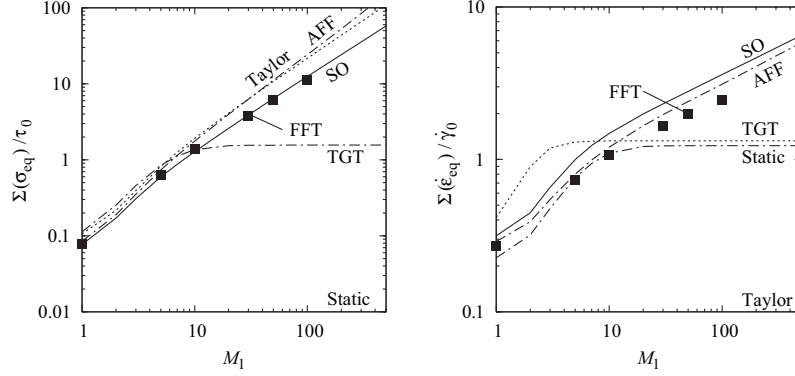 Σ(σeq)/τ0
100
10
1
0.1
0.01
1
10
100
M1
Taylor
AFF
SO
FFT
TGT
Static
Σ(ε̇eq)/γ̇0
10
1
0.1
1
10
100
M1
SO
FFT
AFF
TGT
Static
Taylor